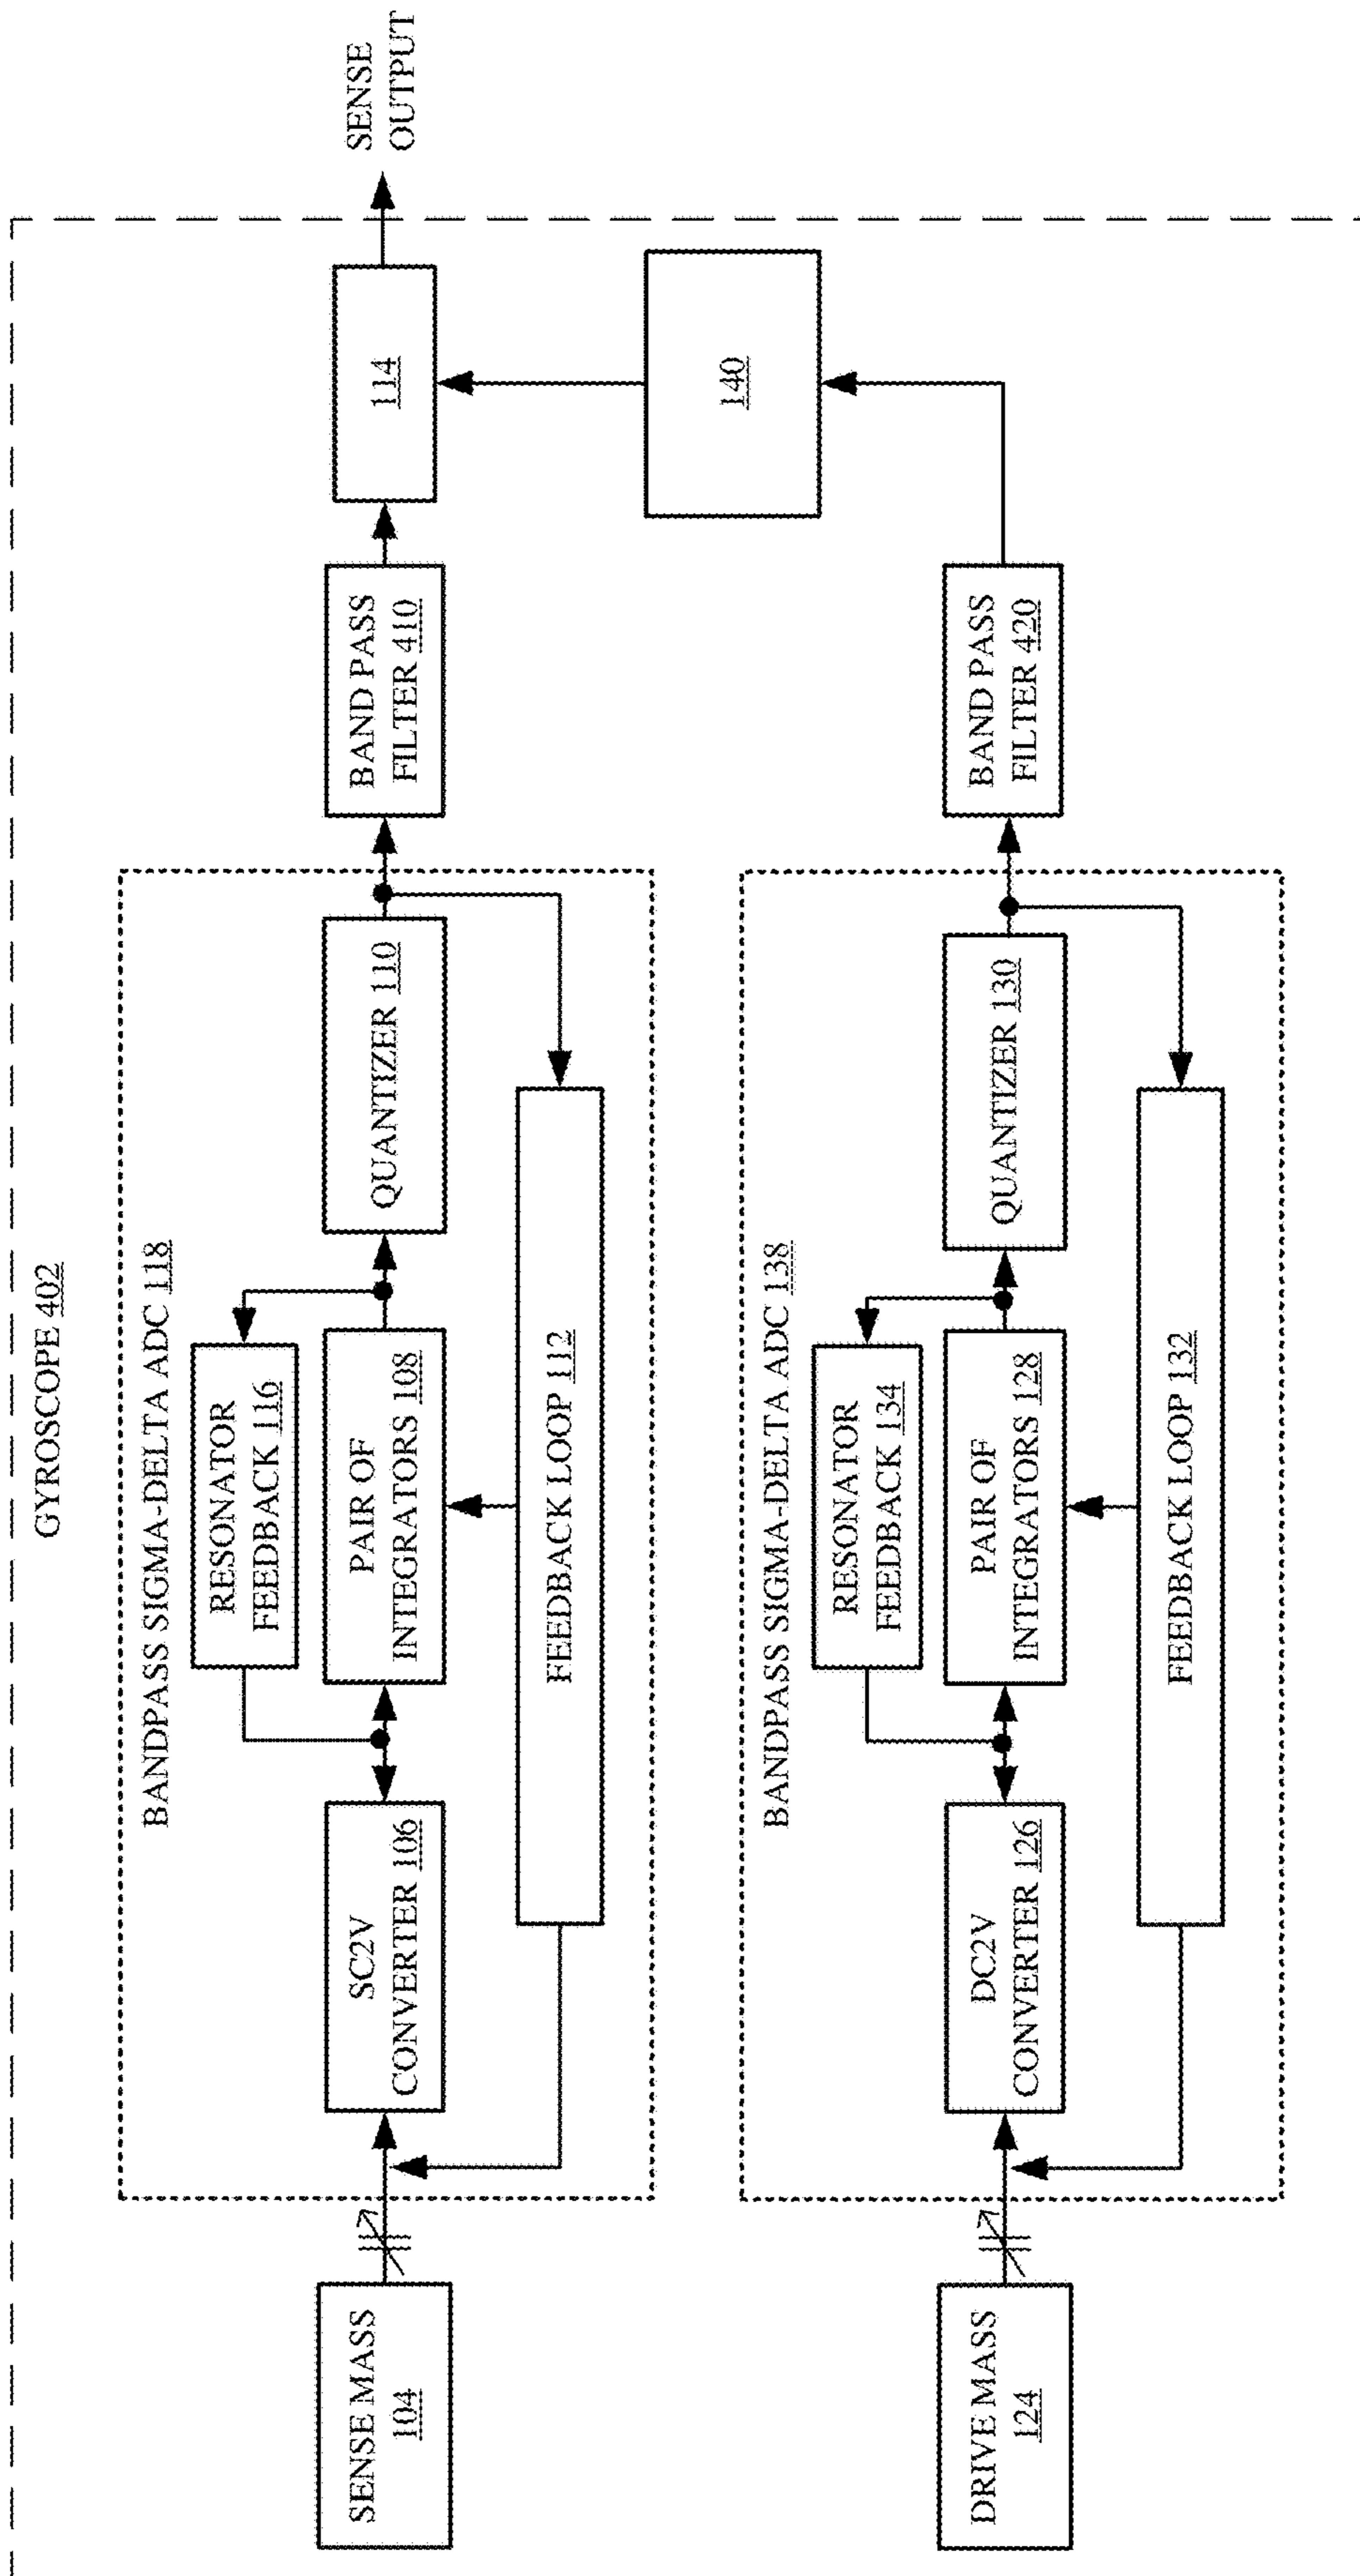 GYROSCOPE 402
BANDPASS SIGMA-DELTA ADC 118
RESONATOR
FEEDBACK 116
SENSE MASS
104
SC2V
CONVERTER 106
PAIR OF
INTEGRATORS 108
QUANTIZER 110
BAND PASS
FILTER 410
114
SENSE
OUTPUT
FEEDBACK LOOP 112
140
BANDPASS SIGMA-DELTA ADC 138
RESONATOR
FEEDBACK 134
DRIVE MASS
124
DC2V
CONVERTER 126
PAIR OF
INTEGRATORS 128
QUANTIZER 130
BAND PASS
FILTER 420
FEEDBACK LOOP 132